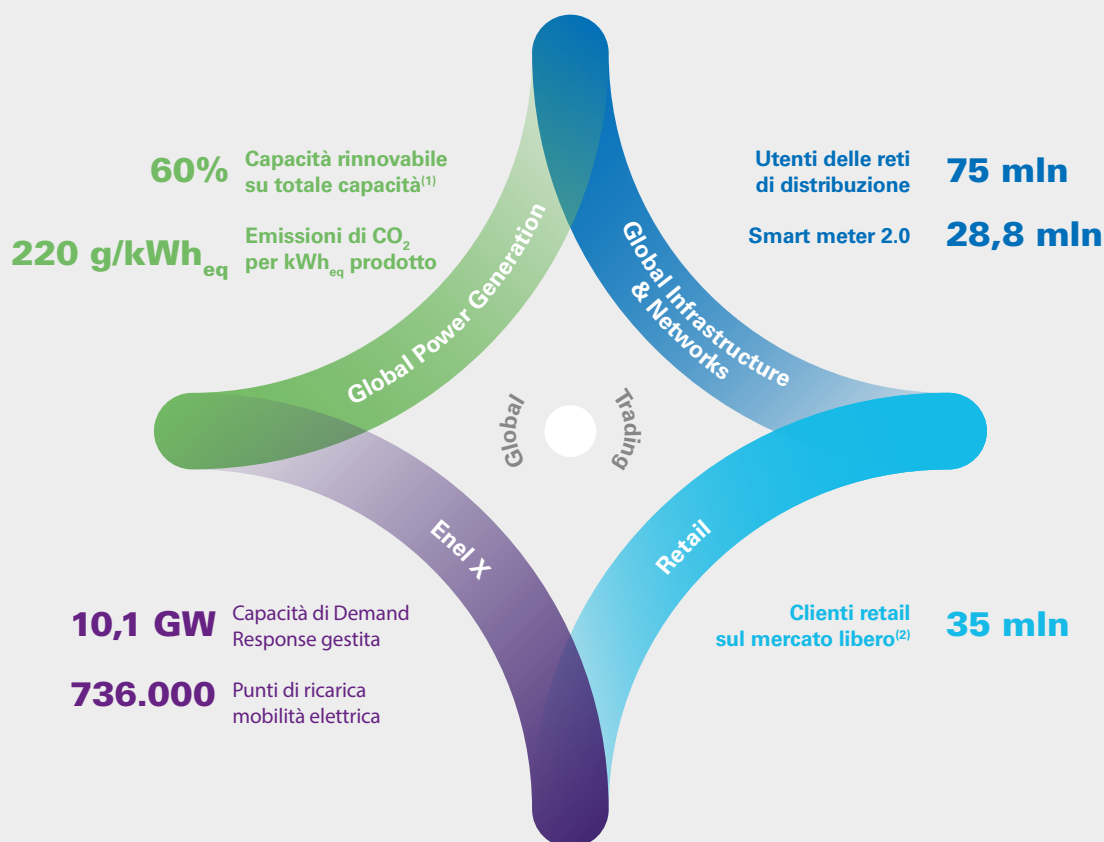 60%
Capacità rinnovabile
su totale capacità(1)
220 g/kWheq
Emissioni di CO2
per kWheq prodotto
Global Power Generation
Utenti delle reti
di distribuzione
75 mln
Smart meter 2.0
28,8 mln
Global Infrastructure
& Networks
Global
Trading
Enel X
Retail
10,1 GW
Capacità di Demand
Response gestita
736.000
Punti di ricarica
mobilità elettrica
Clienti retail
sul mercato libero(2)
35 mln